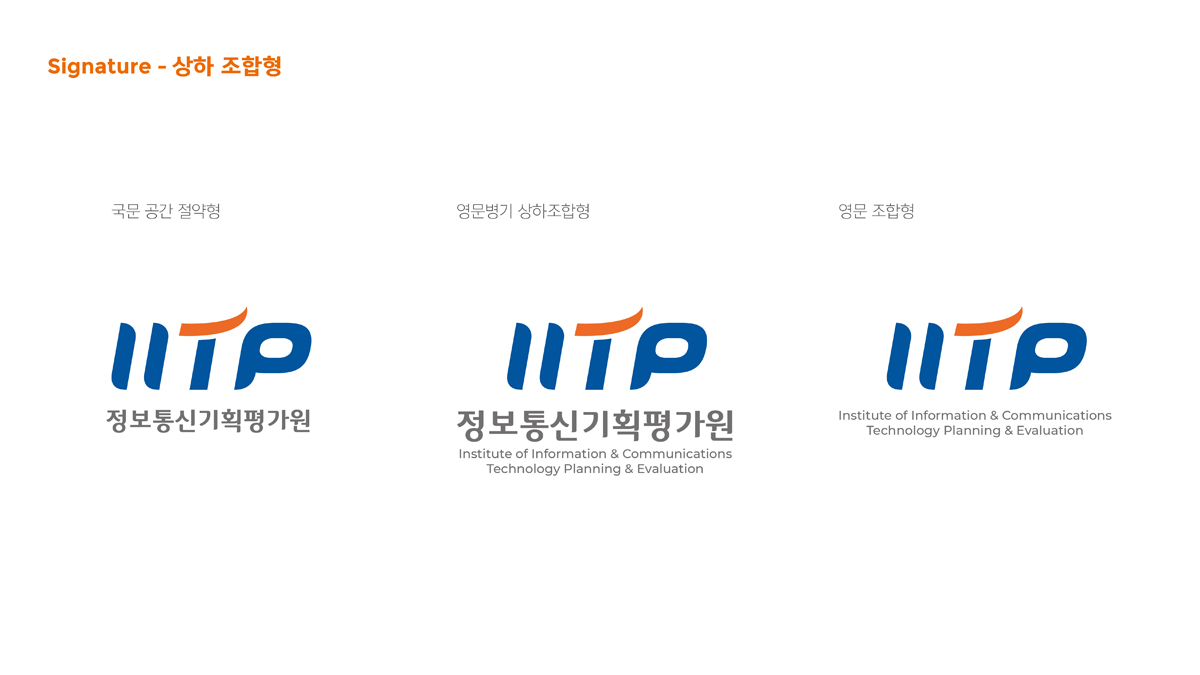 Signature - 상하 조합형
국문 공간 절약형
영문병기 상하조합형
영문 조합형
IITP
정보통신기획평가원
IITP
정보통신기획평가원
Institute of Information & Communications
Technology Planning & Evaluation
IITP
Institute of Information & Communications
Technology Planning & Evaluation